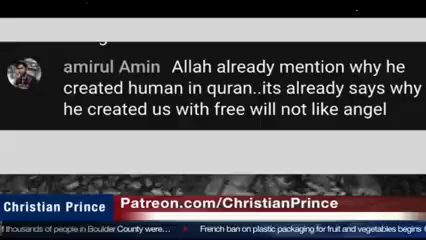 amirul Amin Allah already mention why he
created human in quran..its already says why
he created us with free will not like angel
Christian Prince
Patreon.com/ChristianPrince
f thousands of people in Boulder County were...
French ban on plastic packaging for fruit and vegetables begins